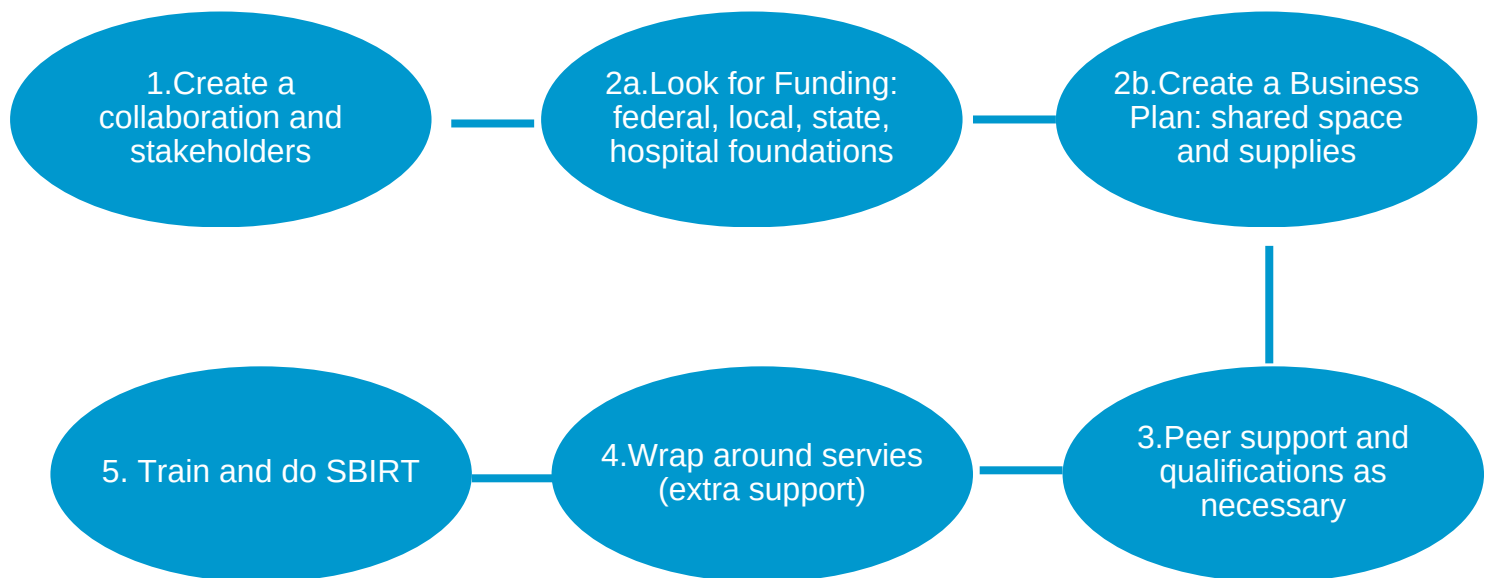 1.Create a
collaboration and
stakeholders
2a.Look for Funding:
federal, local, state,
hospital foundations
2b.Create a Business
Plan: shared space
and supplies
3.Peer support and
qualifications as
necessary
4.Wrap around servies
(extra support)
5. Train and do SBIRT